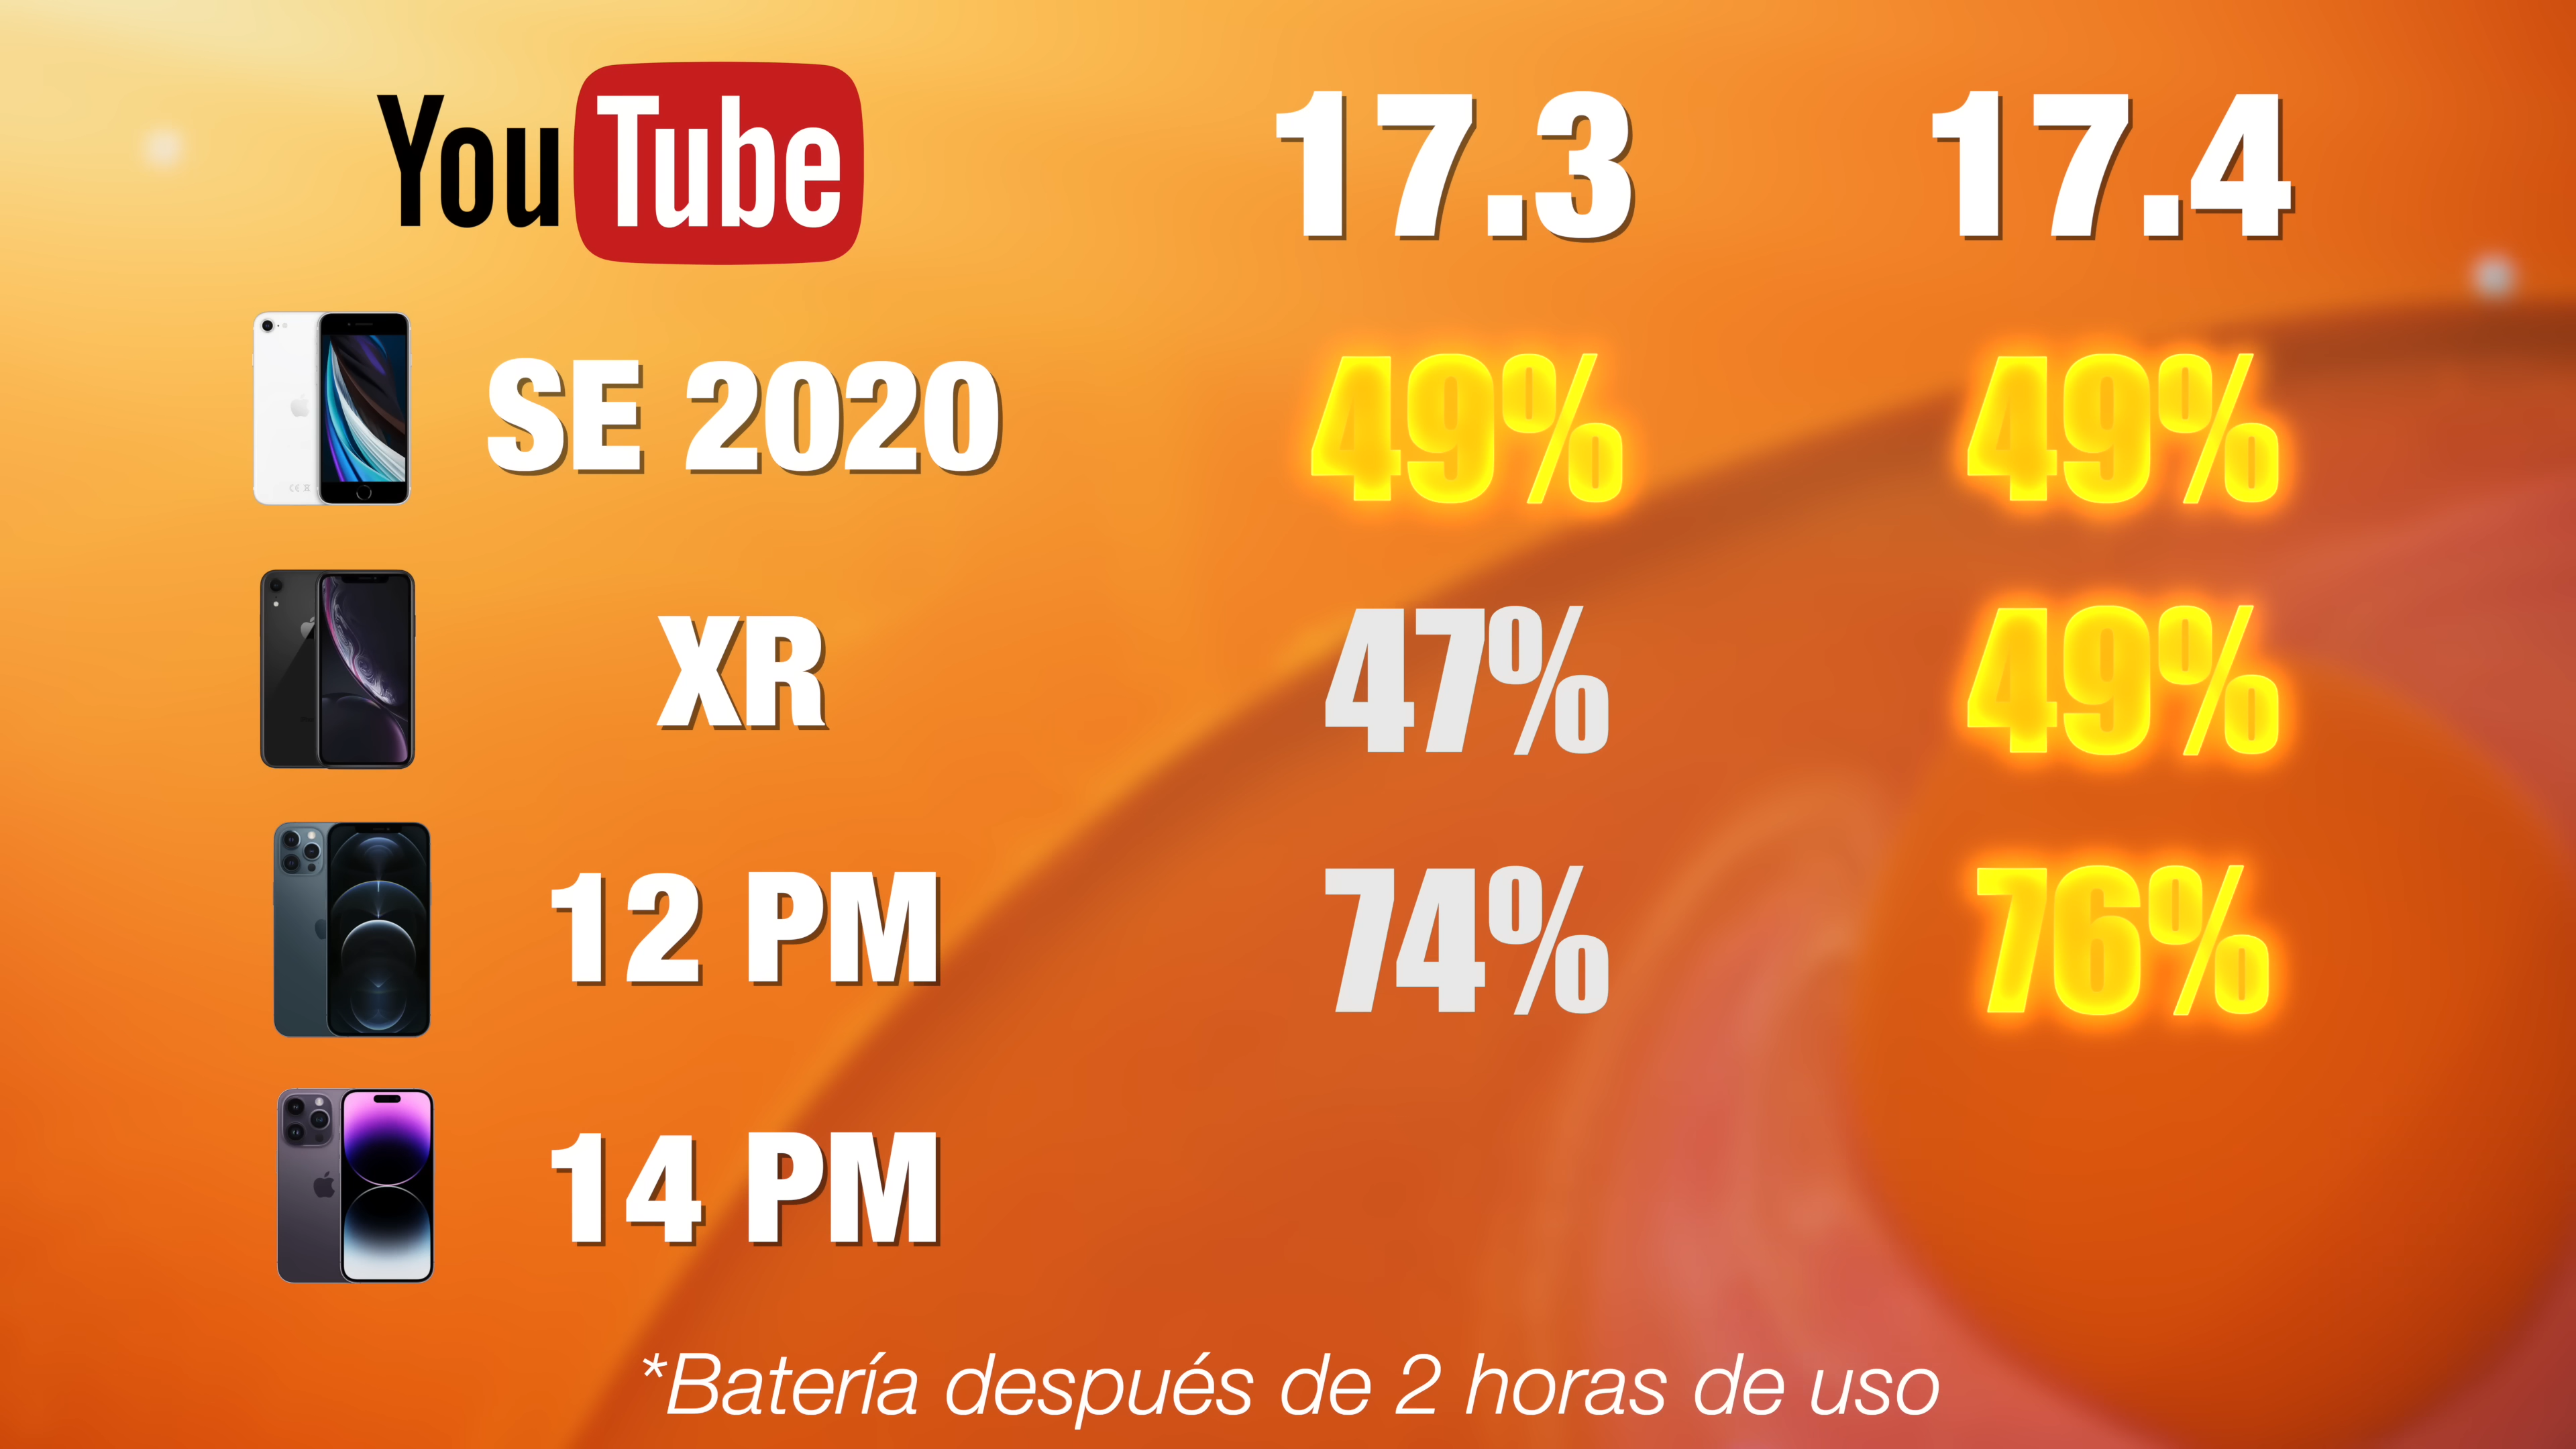 YouTube 17.3 17.4
SE 2020 49% 49%
XR 47% 49%
12 PM 74% 76%
14 PM
*Batería después de 2 horas de uso